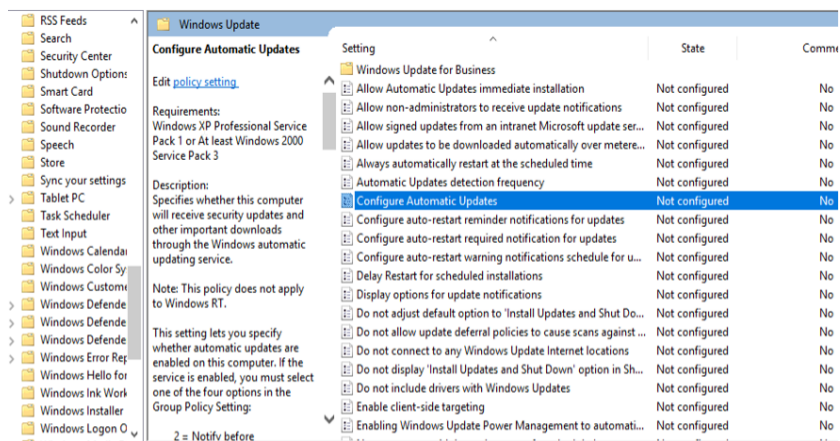 RSS Feeds
Search
Security Center
Shutdown Options
Smart Card
Software Protectio
Sound Recorder
Speech
Store
Sync your settings
Tablet PC
Task Scheduler
Text Input
Windows Calendar
Windows Color Sy
Windows Custome
Windows Defende
Windows Defende
Windows Defende
Windows Error Rep
Windows Hello for
Windows Ink Work
Windows Installer
Windows Logon O
Windows Update
Configure Automatic Updates
Edit policy setting
Requirements:
Windows XP Professional Service
Pack 1 or At least Windows 2000
Service Pack 3
Description:
Specifies whether this computer
will receive security updates and
other important downloads
through the Windows automatic
updating service.
Note: This policy does not apply
to Windows RT.
This setting lets you specify
whether automatic updates are
enabled on this computer. If the
service is enabled, you must select
one of the four options in the
Group Policy Setting:
2 = Notify before
Setting State Comme
Windows Update for Business
Allow Automatic Updates immediate installation Not configured No
Allow non-administrators to receive update notifications Not configured No
Allow signed updates from an intranet Microsoft update ser... Not configured No
Allow updates to be downloaded automatically over metere... Not configured No
Always automatically restart at the scheduled time Not configured No
Automatic Updates detection frequency Not configured No
Configure Automatic Updates Not configured No
Configure auto-restart reminder notifications for updates Not configured No
Configure auto-restart required notification for updates Not configured No
Configure auto-restart warning notifications schedule for u... Not configured No
Delay Restart for scheduled installations Not configured No
Display options for update notifications Not configured No
Do not adjust default option to 'Install Updates and Shut Do... Not configured No
Do not allow update deferral policies to cause scans against ... Not configured No
Do not connect to any Windows Update Internet locations Not configured No
Do not display 'Install Updates and Shut Down' option in Sh... Not configured No
Do not include drivers with Windows Updates Not configured No
Enable client-side targeting Not configured No
Enabling Windows Update Power Management to automati... Not configured No